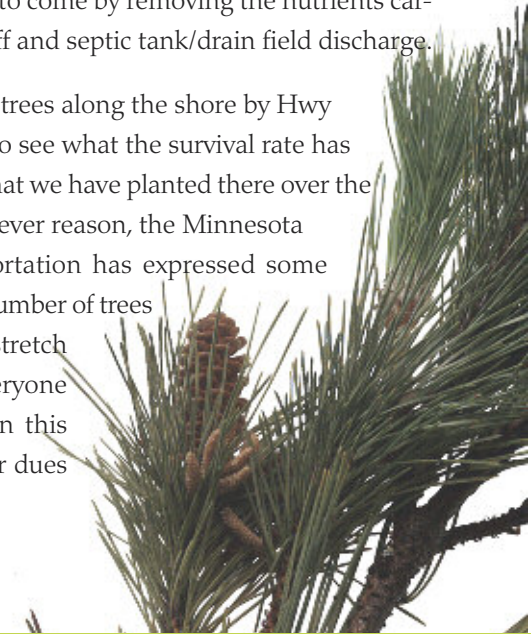 to come by removing the nutrients car-
ff and septic tank/drain field discharge.
trees along the shore by Hwy
o see what the survival rate has
hat we have planted there over the
ever reason, the Minnesota
ortation has expressed some
umber of trees
stretch
eryone
n this
r dues